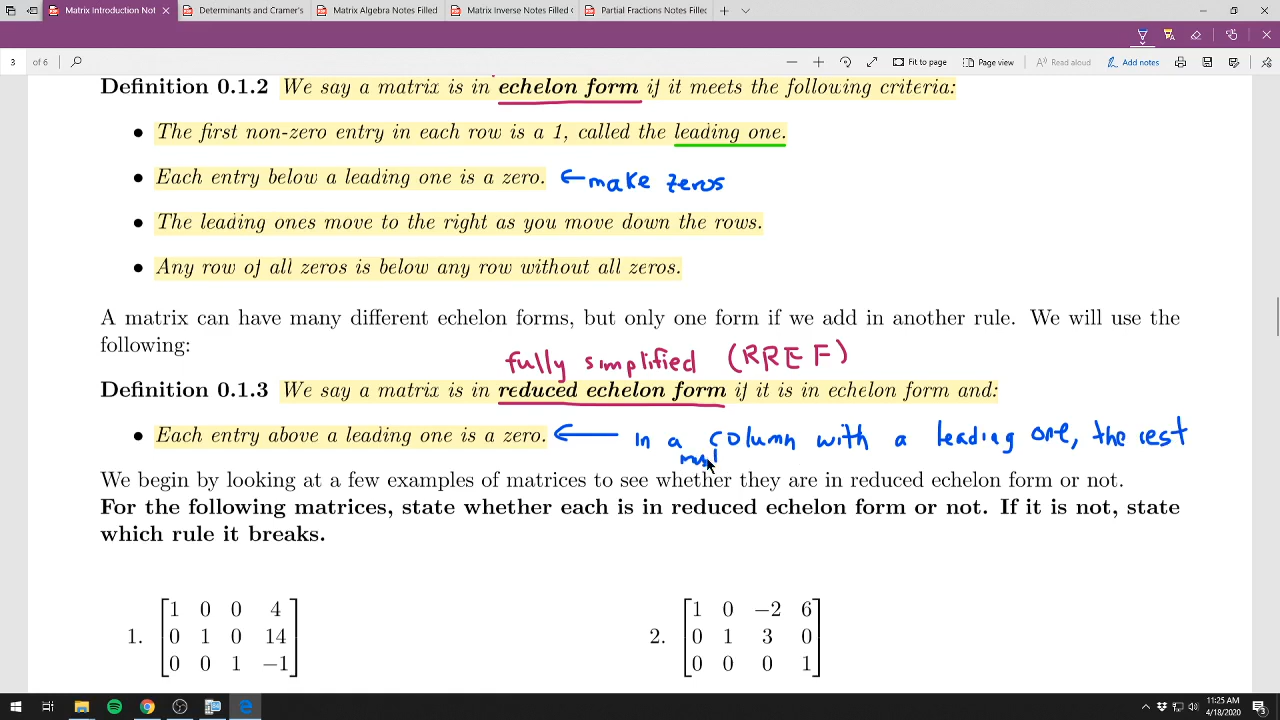 Matrix Introduction Not
Determinants and Cramer's
Matrix Algebra Notes Filled
Matrix Inverse Notes Filled
Partial Fractions Notes Filled
3 of 6
Fit to page
Page view
Read aloud
Add notes
Definition 0.1.2 We say a matrix is in echelon form if it meets the following criteria:
• The first non-zero entry in each row is a 1, called the leading one.
• Each entry below a leading one is a zero. ← make zeros
• The leading ones move to the right as you move down the rows.
• Any row of all zeros is below any row without all zeros.
A matrix can have many different echelon forms, but only one form if we add in another rule. We will use the
following:
fully simplified (RREF)
Definition 0.1.3 We say a matrix is in reduced echelon form if it is in echelon form and:
• Each entry above a leading one is a zero. ← in a column with a leading one, the rest
must
We begin by looking at a few examples of matrices to see whether they are in reduced echelon form or not.
For the following matrices, state whether each is in reduced echelon form or not. If it is not, state
which rule it breaks.
1. [1 0 0 4
0 1 0 14
0 0 1 −1]
2. [1 0 −2 6
0 1 3 0
0 0 0 1]
11:25 AM
4/18/2020